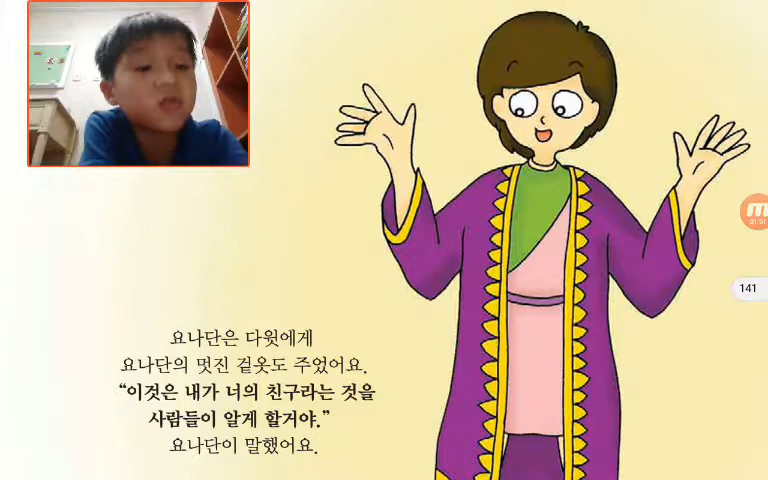 요나단은 다윗에게
요나단의 멋진 겉옷도 주었어요.
“이것은 내가 너의 친구라는 것을
사람들이 알게 할거야.”
요나단이 말했어요.
M
01:51
141